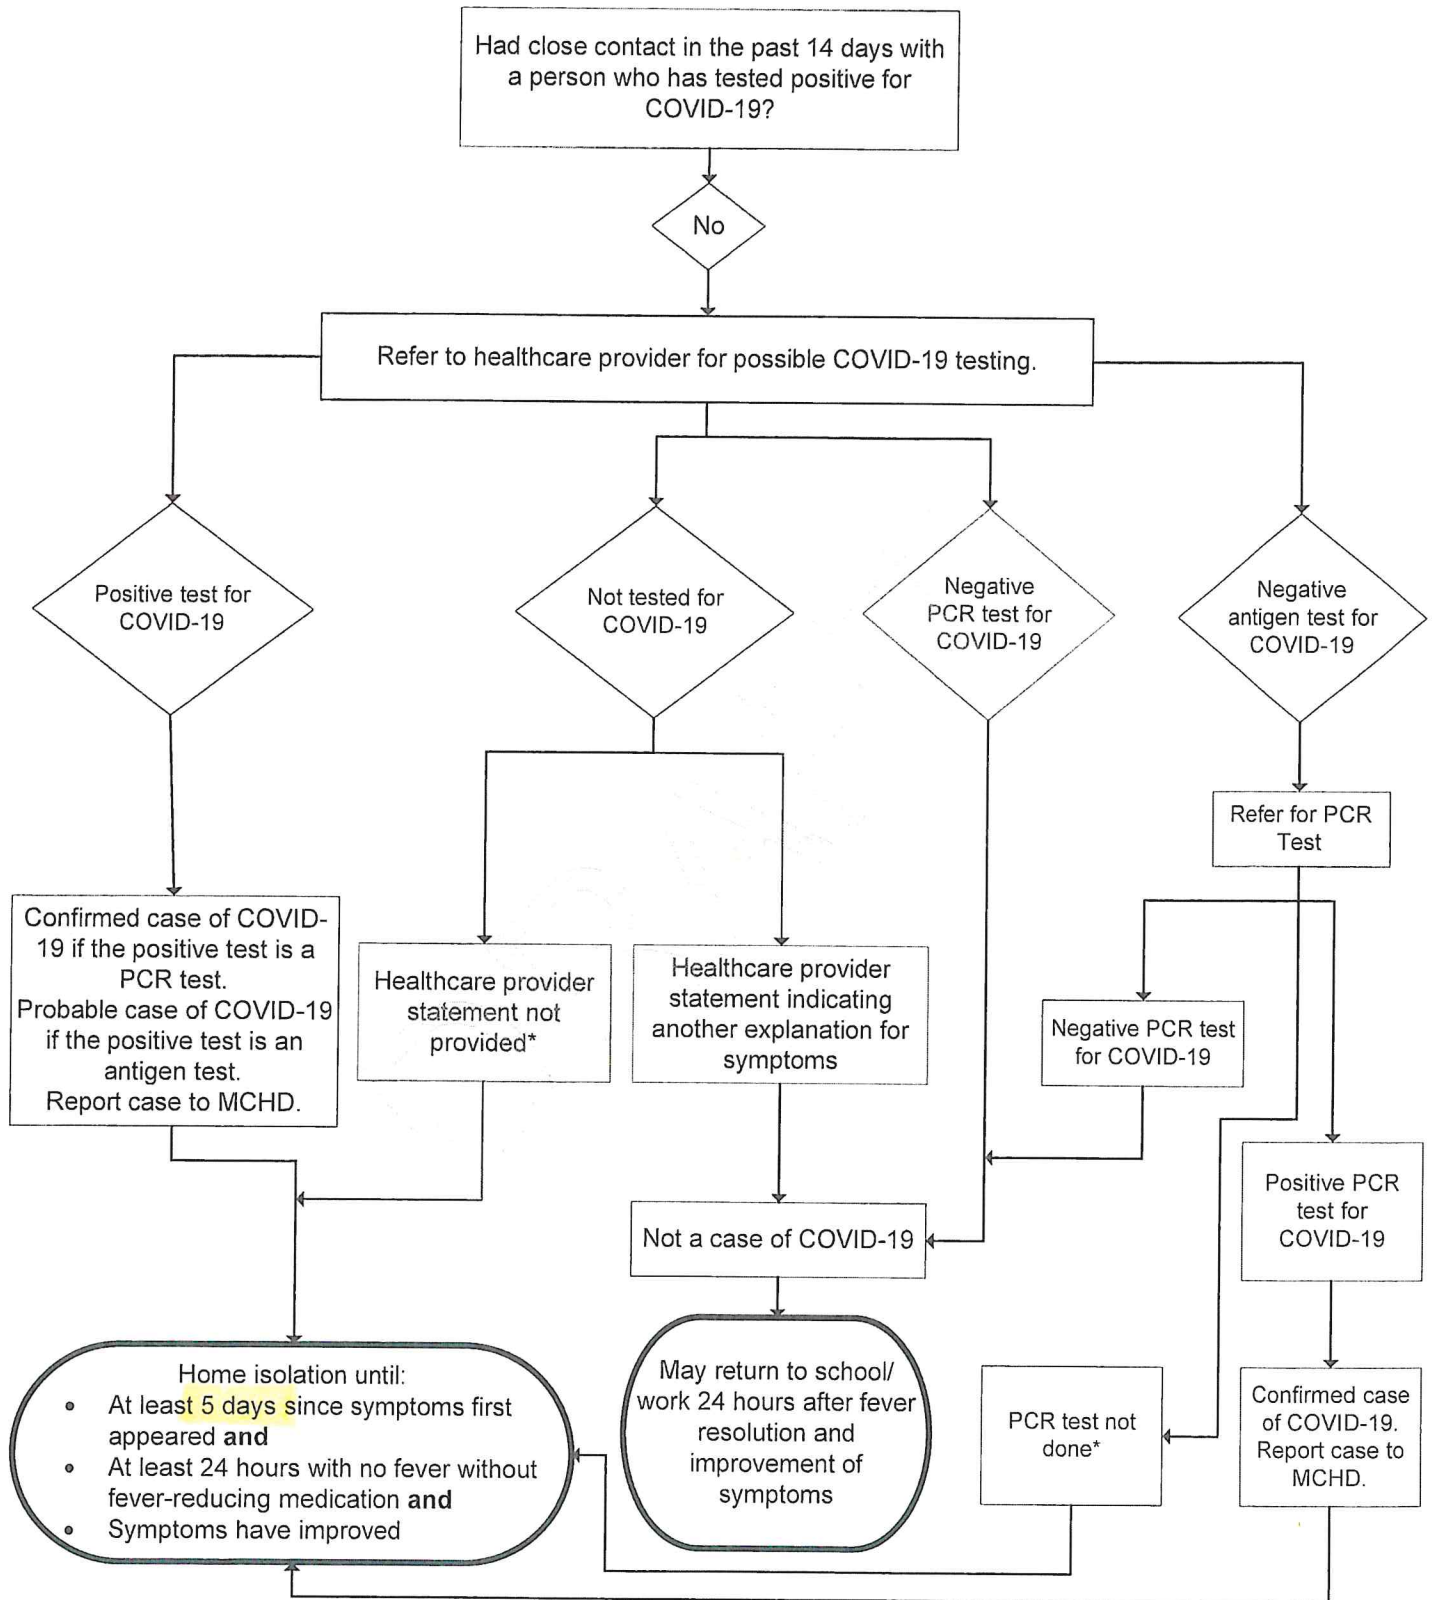 Had close contact in the past 14 days with
a person who has tested positive for
COVID-19?
No
Refer to healthcare provider for possible COVID-19 testing.
Positive test for
COVID-19
Not tested for
COVID-19
Negative
PCR test for
COVID-19
Negative
antigen test for
COVID-19
Refer for PCR
Test
Confirmed case of COVID-
19 if the positive test is a
PCR test.
Probable case of COVID-19
if the positive test is an
antigen test.
Report case to MCHD.
Healthcare provider
statement not
provided*
Healthcare provider
statement indicating
another explanation for
symptoms
Negative PCR test
for COVID-19
Positive PCR
test for
COVID-19
Not a case of COVID-19
Home isolation until:
• At least 5 days since symptoms first
appeared and
• At least 24 hours with no fever without
fever-reducing medication and
• Symptoms have improved
May return to school/
work 24 hours after fever
resolution and
improvement of
symptoms
PCR test not
done*
Confirmed case
of COVID-19.
Report case to
MCHD.